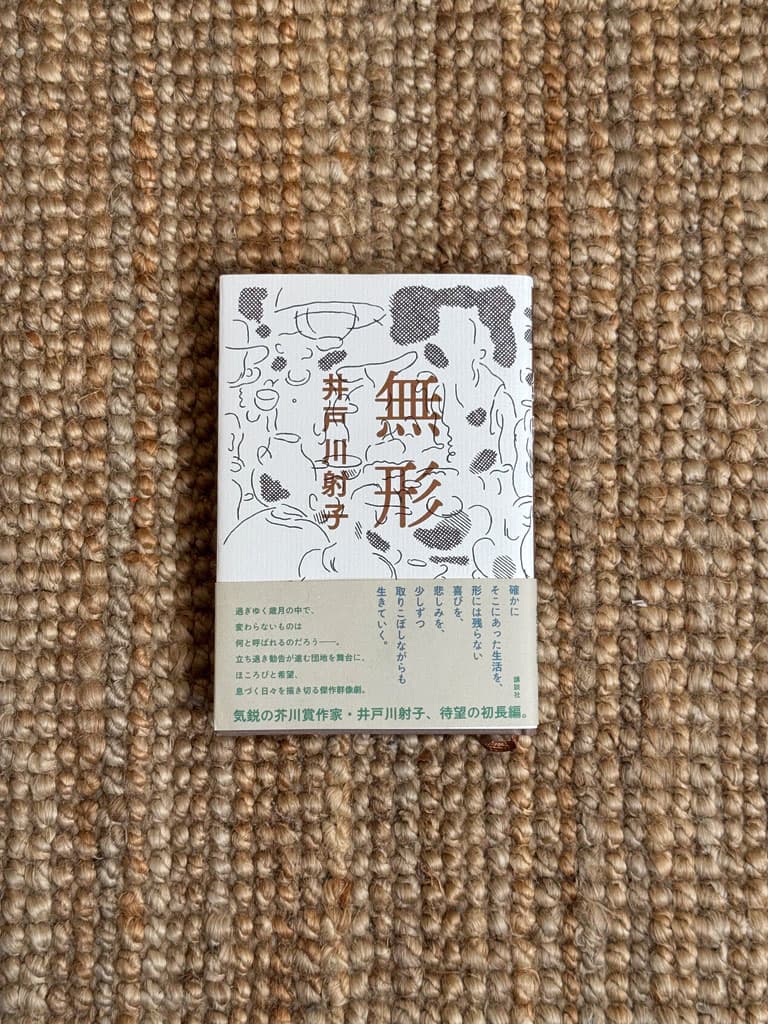 無形
井戸川射子
確かに
そこにあった生活を、
形には残らない
喜びを、
悲しみを、
少しずつ
取りこぼしながらも
生きていく。
講談社
過ぎゆく歳月の中で、
変わらないものは
何と呼ばれるのだろう——。
立ち退き勧告が進む団地を舞台に、
ほころびと希望、
息づく日々を描き切る傑作群像劇。
気鋭の芥川賞作家・井戸川射子、待望の初長編。